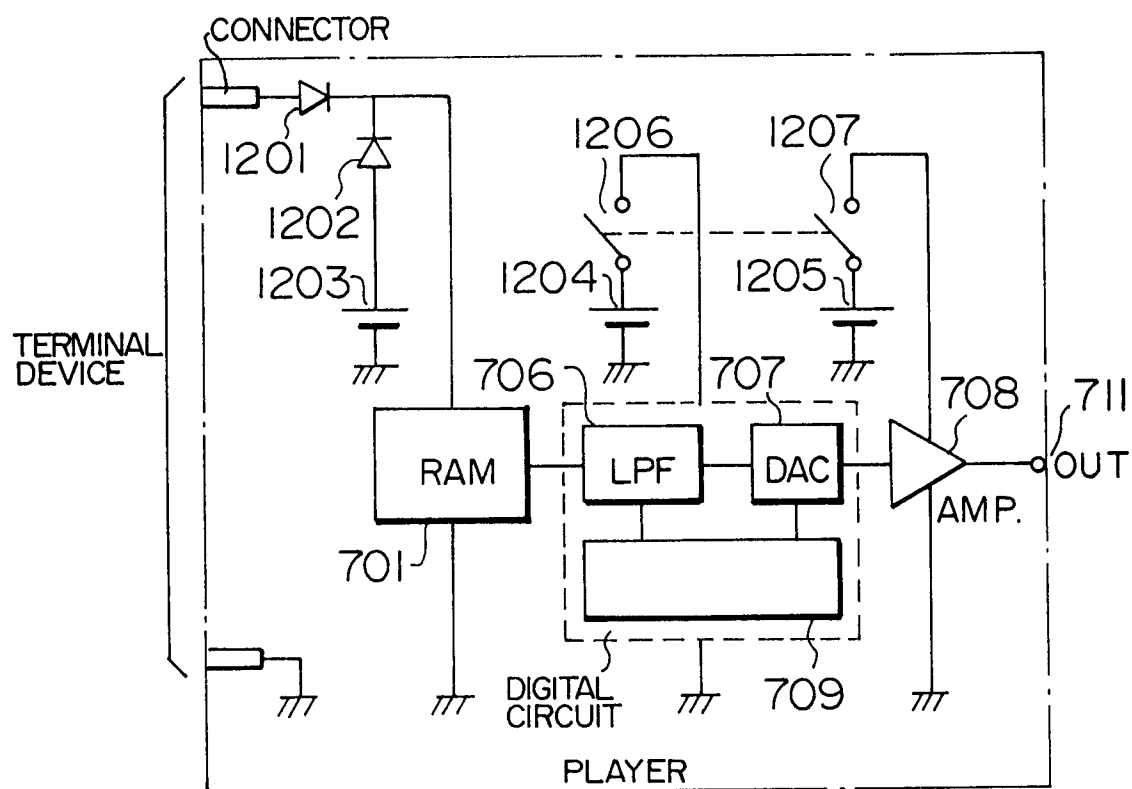 CONNECTOR
1201
1202
1203
1206
1207
1204
1205
TERMINAL
DEVICE
706
707
708
711
RAM
LPF
DAC
OUT
AMP.
701
709
DIGITAL
CIRCUIT
PLAYER